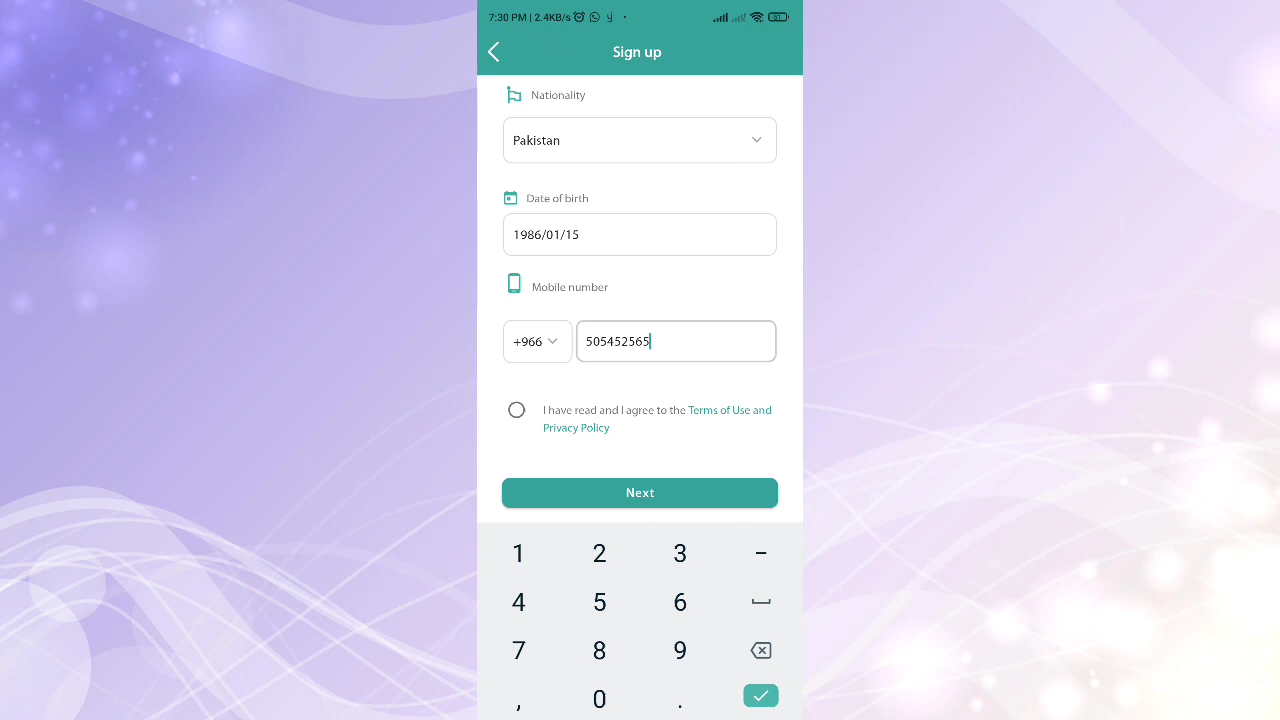 7:30 PM | 2.4KB/s
51
Sign up
Nationality
Pakistan
Date of birth
1986/01/15
Mobile number
+966 505452565
I have read and I agree to the Terms of Use and
Privacy Policy
Next
1 2 3 -
4 5 6
7 8 9
, 0 .